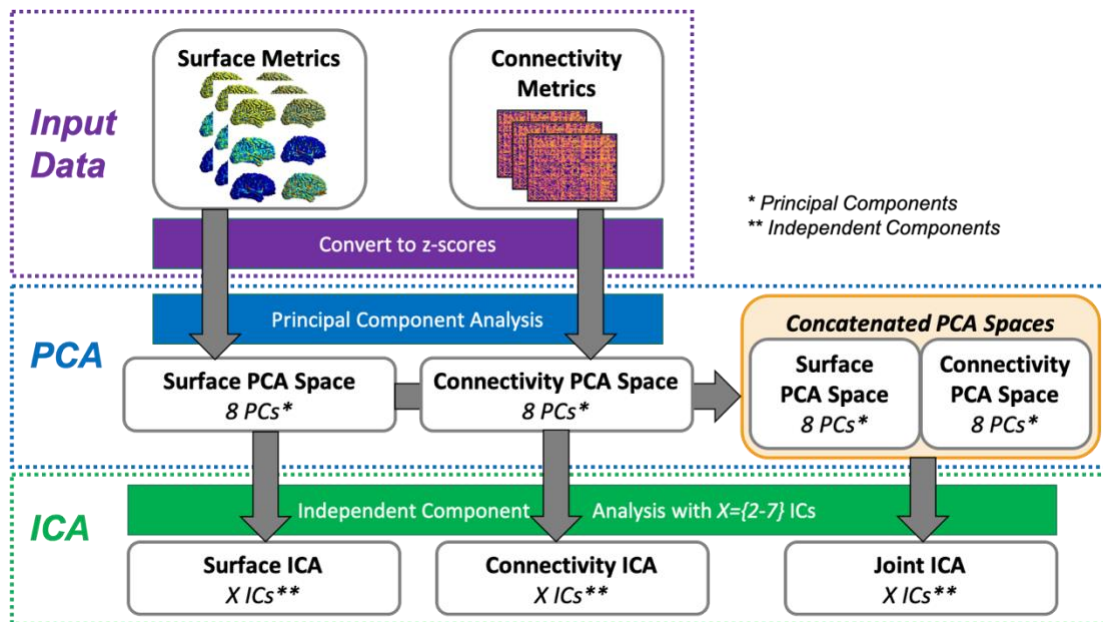 Input
Data
Surface Metrics
Connectivity
Metrics
Convert to z-scores
* Principal Components
** Independent Components
PCA
Principal Component Analysis
Surface PCA Space
8 PCs*
Connectivity PCA Space
8 PCs*
Concatenated PCA Spaces
Surface
PCA Space
8 PCs*
Connectivity
PCA Space
8 PCs*
ICA
Independent Component Analysis with X={2-7} ICs
Surface ICA
X ICs**
Connectivity ICA
X ICs**
Joint ICA
X ICs**